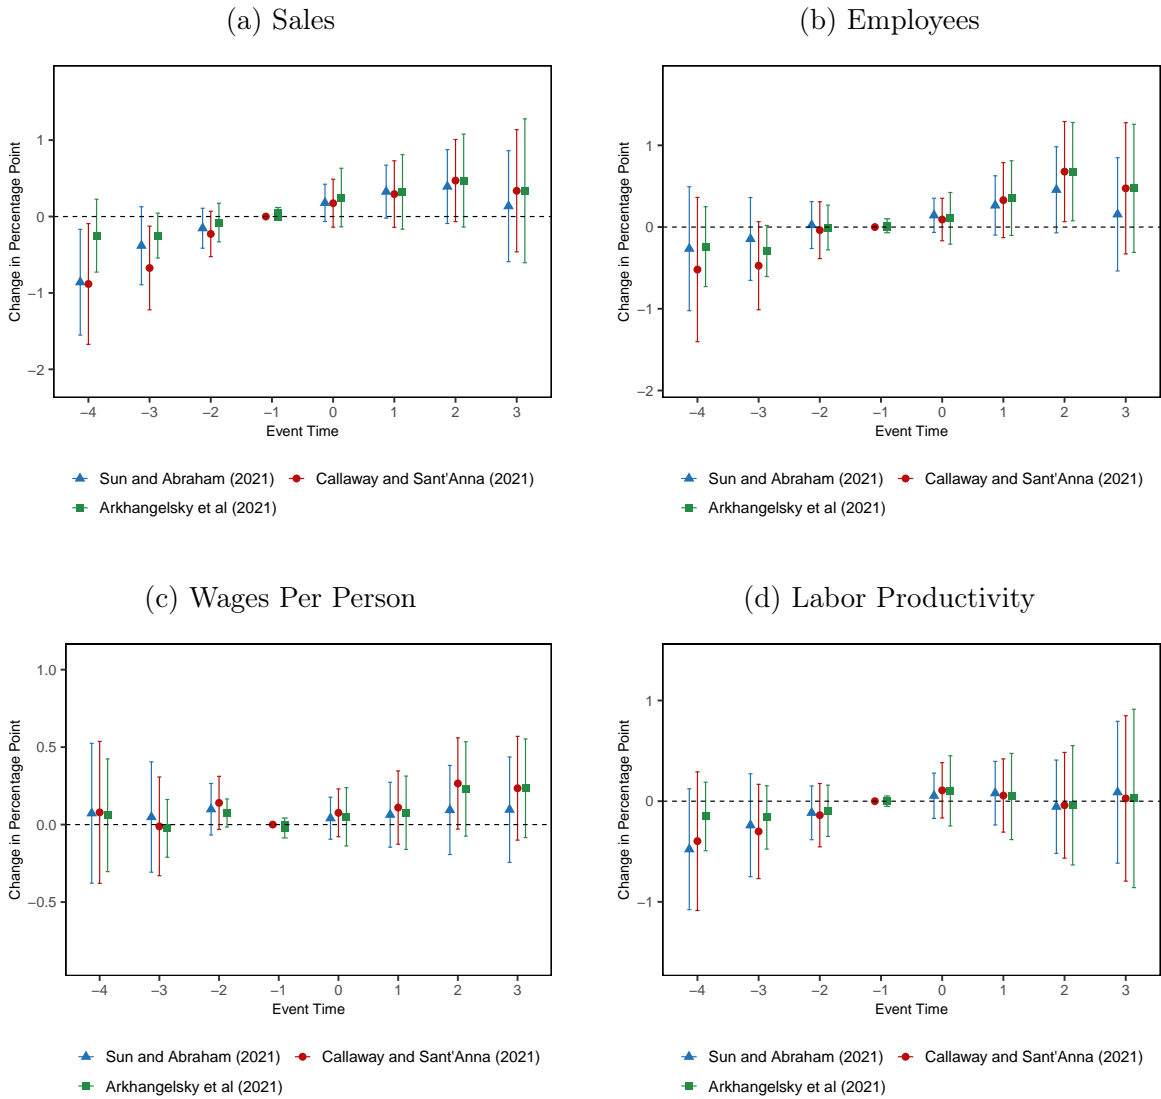 (a) Sales
Change in Percentage Point
1
0
−1
−2
−4 −3 −2 −1 0 1 2 3
Event Time
Sun and Abraham (2021) Callaway and Sant'Anna (2021)
Arkhangelsky et al (2021)
(b) Employees
Change in Percentage Point
1
0
−1
−2
−4 −3 −2 −1 0 1 2 3
Event Time
Sun and Abraham (2021) Callaway and Sant'Anna (2021)
Arkhangelsky et al (2021)
(c) Wages Per Person
Change in Percentage Point
1.0
0.5
0.0
−0.5
−4 −3 −2 −1 0 1 2 3
Event Time
Sun and Abraham (2021) Callaway and Sant'Anna (2021)
Arkhangelsky et al (2021)
(d) Labor Productivity
Change in Percentage Point
1
0
−1
−4 −3 −2 −1 0 1 2 3
Event Time
Sun and Abraham (2021) Callaway and Sant'Anna (2021)
Arkhangelsky et al (2021)